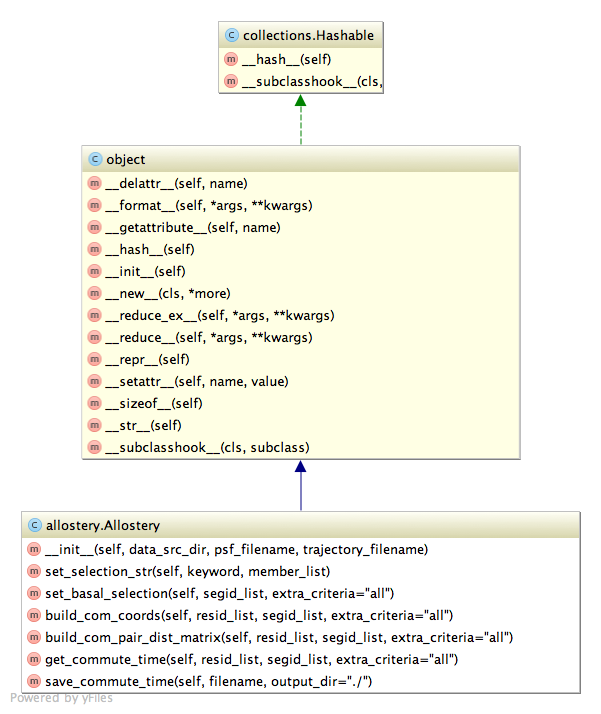 C collections.Hashable
m __hash__(self)
m __subclasshook__(cls,
C object
m __delattr__(self, name)
m __format__(self, *args, **kwargs)
m __getattribute__(self, name)
m __hash__(self)
m __init__(self)
m __new__(cls, *more)
m __reduce_ex__(self, *args, **kwargs)
m __reduce__(self, *args, **kwargs)
m __repr__(self)
m __setattr__(self, name, value)
m __sizeof__(self)
m __str__(self)
m __subclasshook__(cls, subclass)
C allostery.Allostery
m __init__(self, data_src_dir, psf_filename, trajectory_filename)
m set_selection_str(self, keyword, member_list)
m set_basal_selection(self, segid_list, extra_criteria="all")
m build_com_coords(self, resid_list, segid_list, extra_criteria="all")
m build_com_pair_dist_matrix(self, resid_list, segid_list, extra_criteria="all")
m get_commute_time(self, resid_list, segid_list, extra_criteria="all")
m save_commute_time(self, filename, output_dir="./")
Powered by yFiles